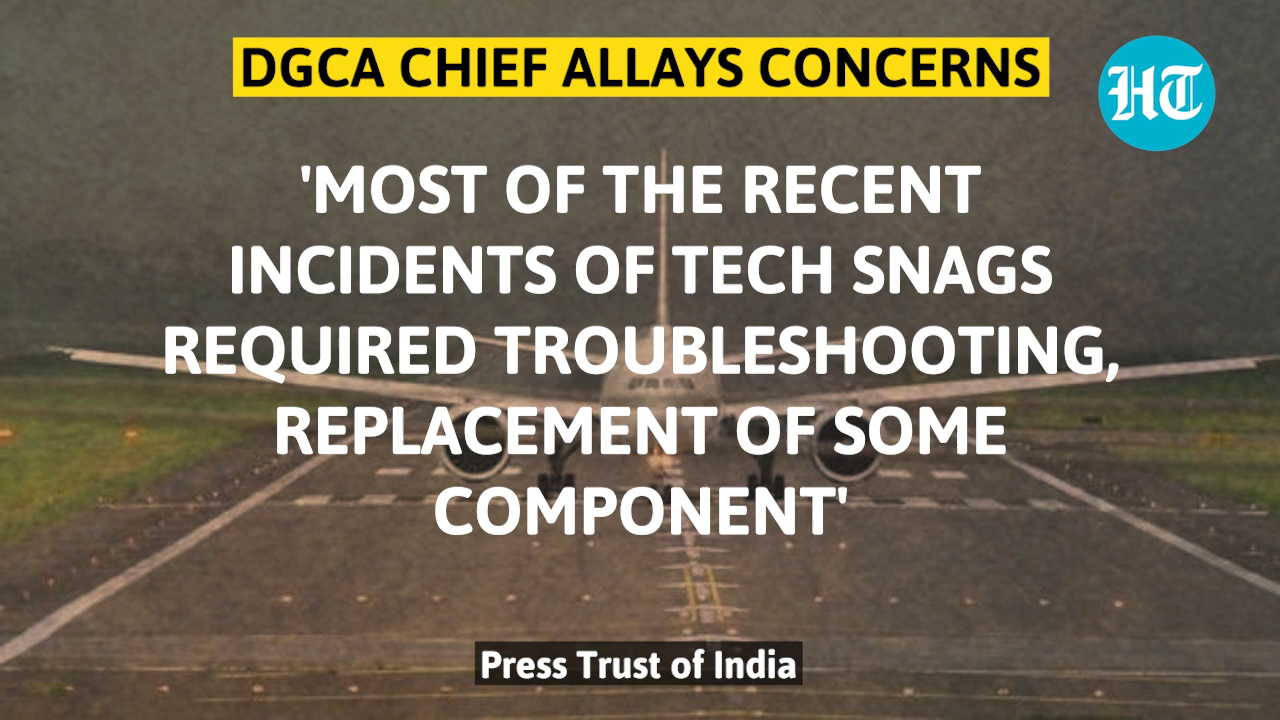 DGCA CHIEF ALLAYS CONCERNS
HT
'MOST OF THE RECENT
INCIDENTS OF TECH SNAGS
REQUIRED TROUBLESHOOTING,
REPLACEMENT OF SOME
COMPONENT'
Press Trust of India